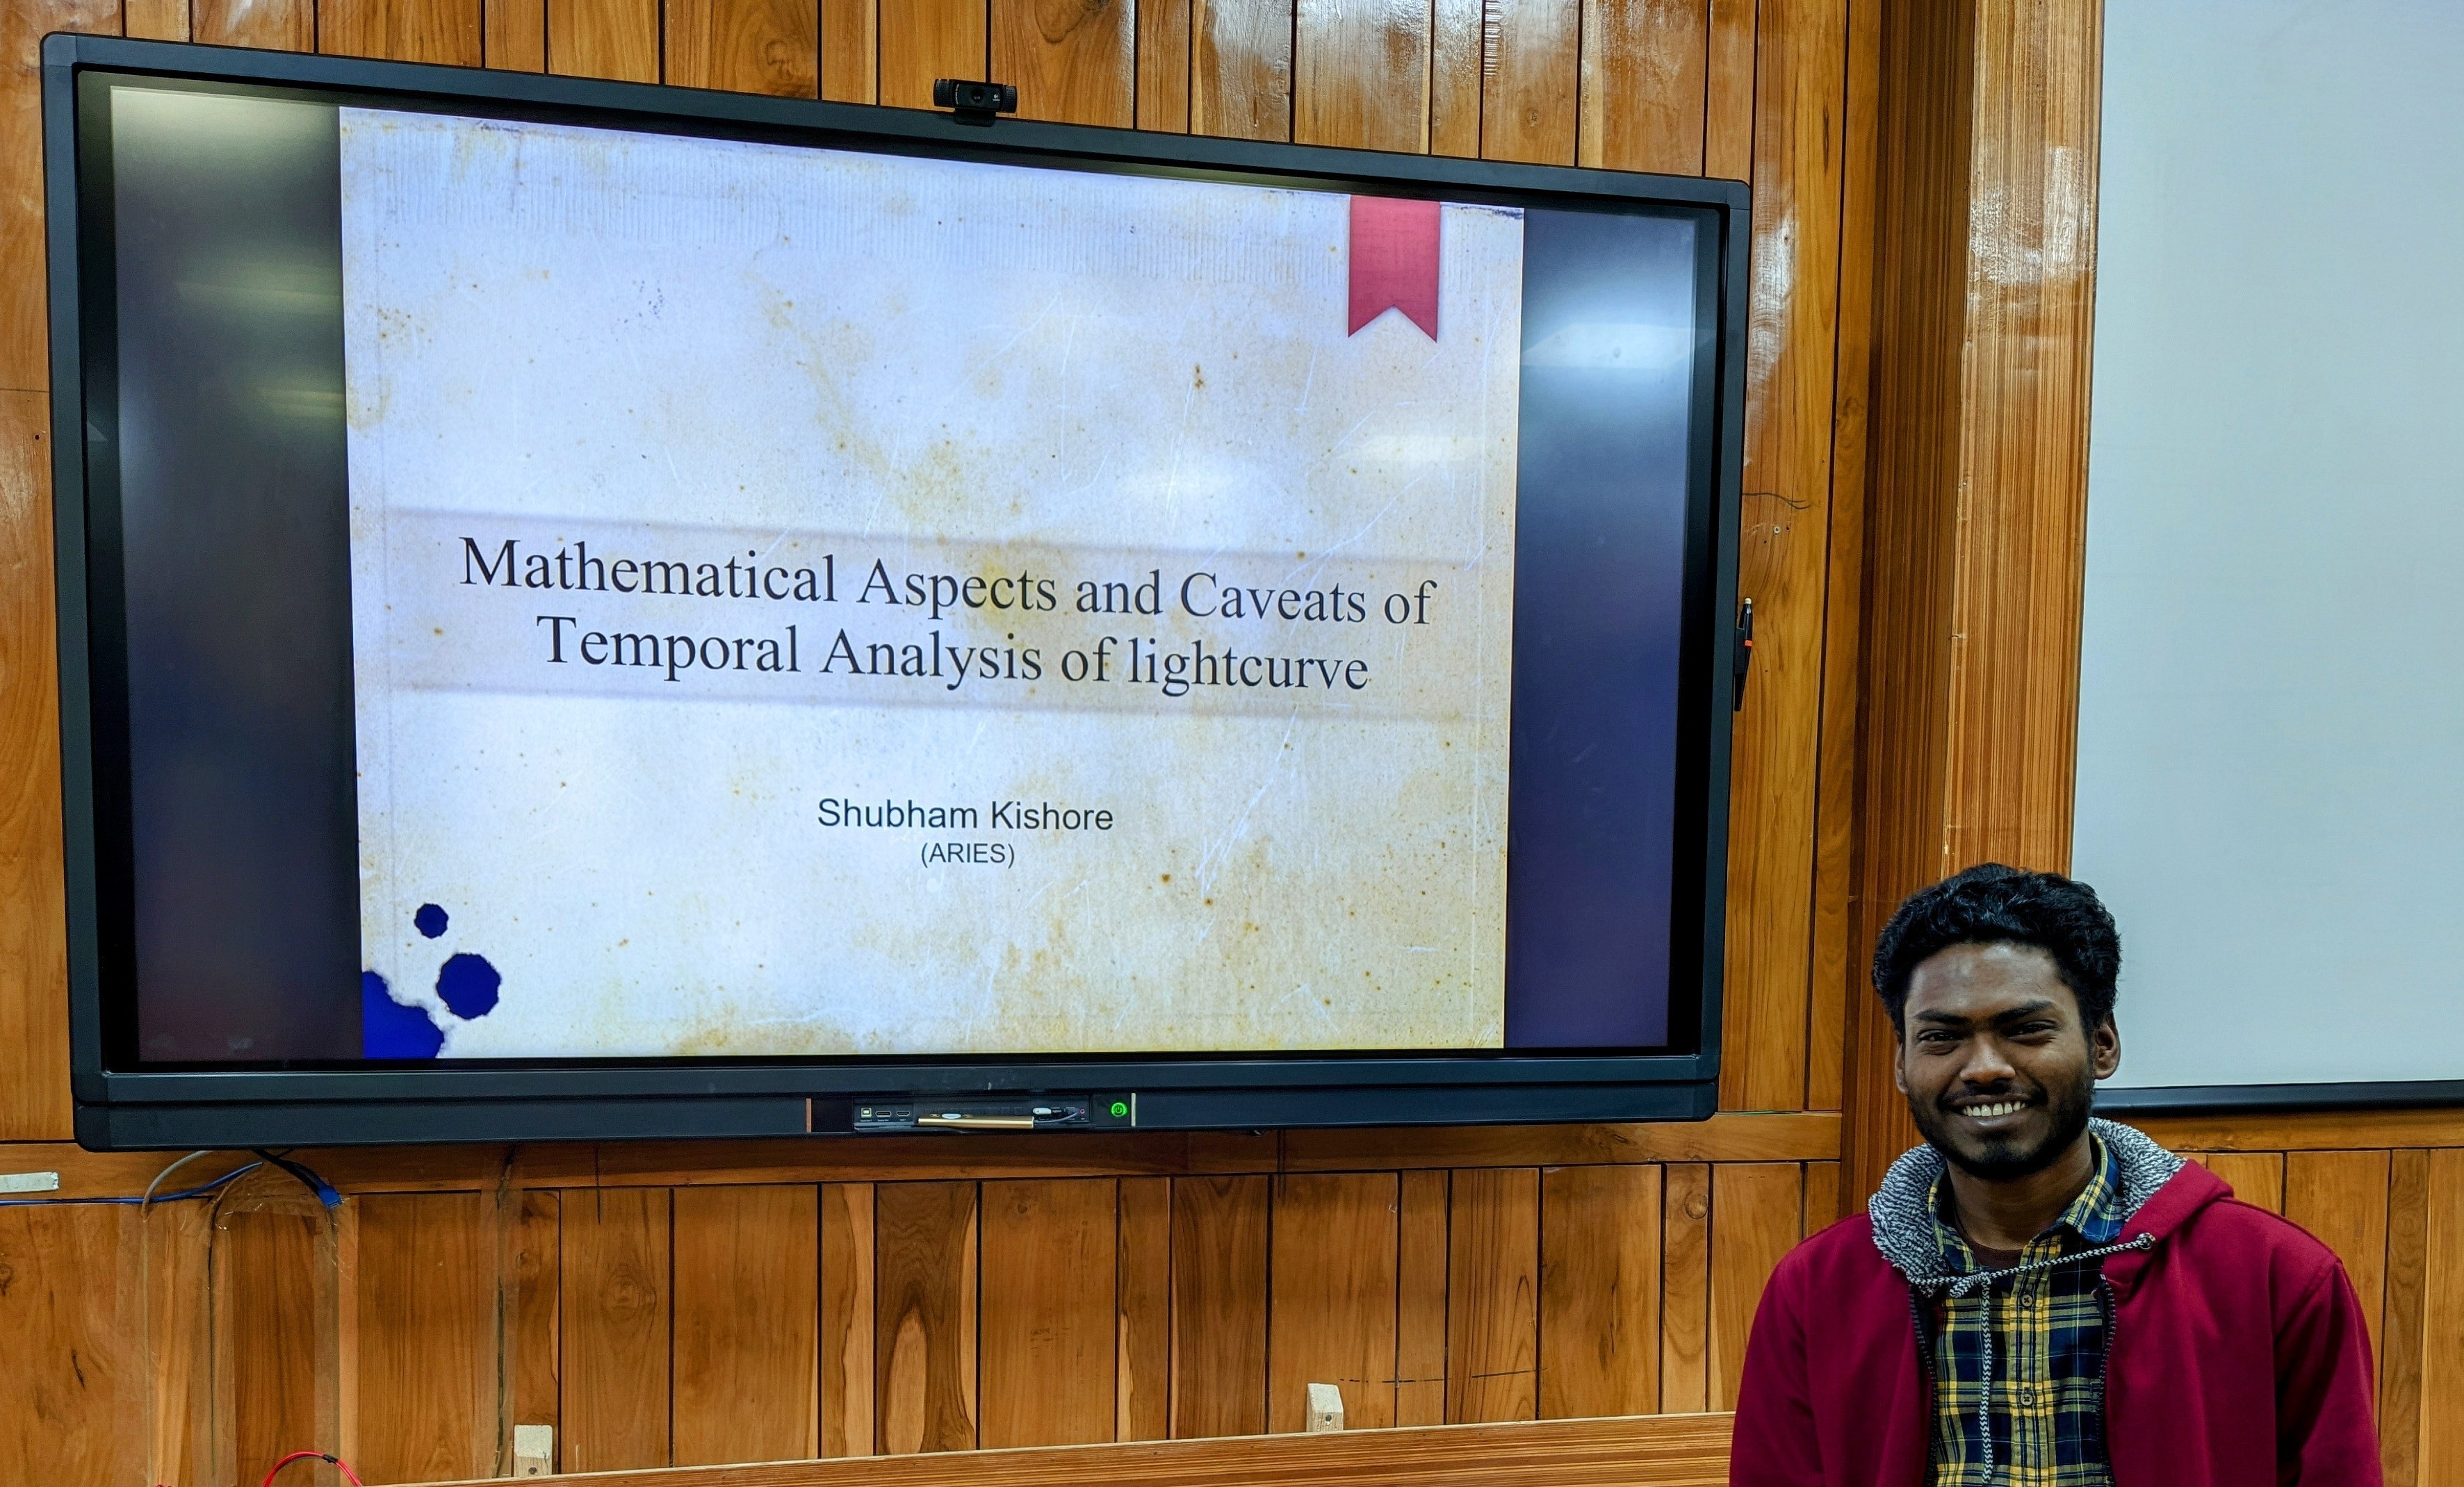 Mathematical Aspects and Caveats of
Temporal Analysis of lightcurve
Shubham Kishore
(ARIES)